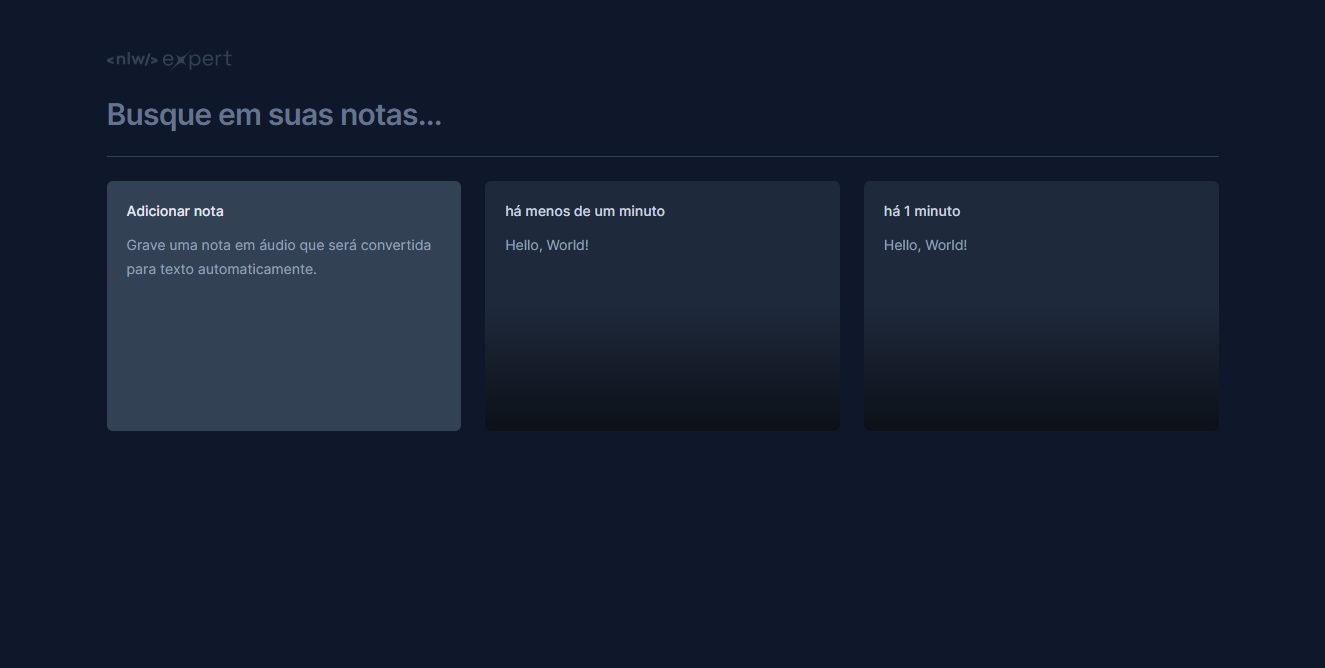 <nlw/> expert
Busque em suas notas...
Adicionar nota
Grave uma nota em áudio que será convertida
para texto automaticamente.
há menos de um minuto
Hello, World!
há 1 minuto
Hello, World!